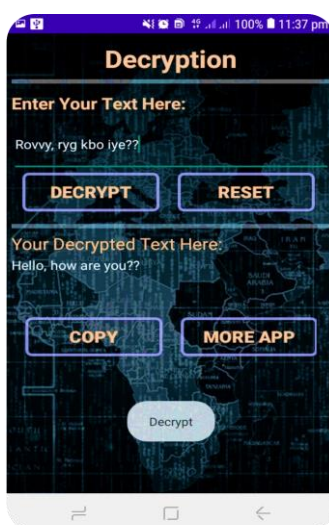 100% 11:37 pm
Decryption
Enter Your Text Here:
Rovvy, ryg kbo iye??
DECRYPT RESET
Your Decrypted Text Here:
Hello, how are you??
COPY MORE APP
Decrypt